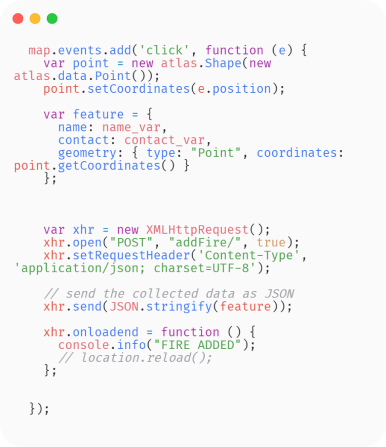 map.events.add('click', function (e) {
var point = new atlas.Shape(new
atlas.data.Point());
point.setCoordinates(e.position);
var feature = {
name: name_var,
contact: contact_var,
geometry: { type: "Point", coordinates:
point.getCoordinates() }
};
var xhr = new XMLHttpRequest();
xhr.open("POST", "addFire/", true);
xhr.setRequestHeader('Content-Type',
'application/json; charset=UTF-8');
// send the collected data as JSON
xhr.send(JSON.stringify(feature));
xhr.onloadend = function () {
console.info("FIRE ADDED");
// location.reload();
};
});